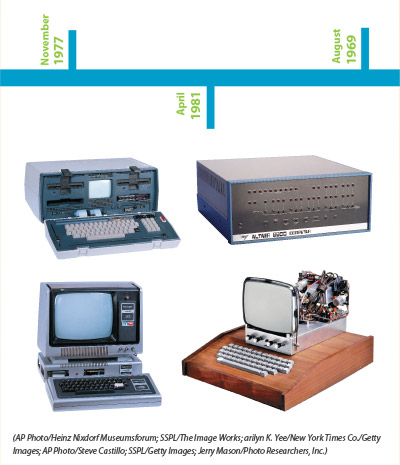 November
1977
August
1969
April
1981
ALTAIR 8800 COMPUTER
(AP Photo/Heinz Nixdorf Museumsforum; SSPL/The Image Works; arilyn K. Yee/New York Times Co./Getty
Images; AP Photo/Steve Castillo; SSPL/Getty Images; Jerry Mason/Photo Researchers, Inc.)